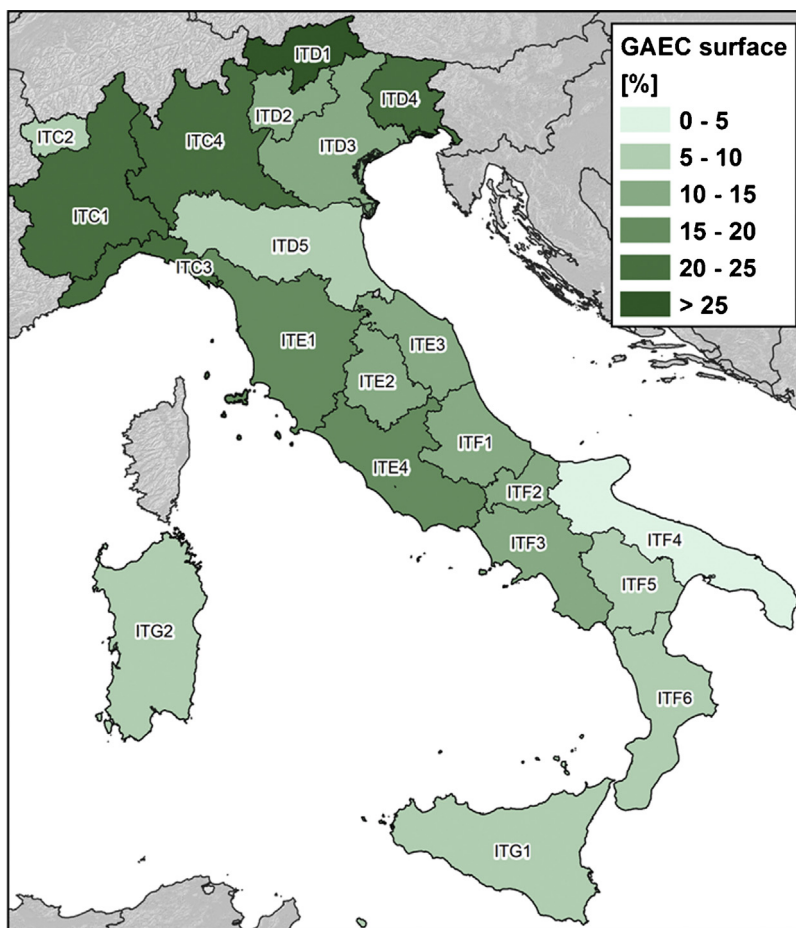 GAEC surface
[%]
0 - 5
5 - 10
10 - 15
15 - 20
20 - 25
> 25
ITD1
ITC2
ITD2
ITD4
ITC4
ITD3
ITC1
ITD5
ITC3
ITE1
ITE3
ITE2
ITF1
ITE4
ITF2
ITF3
ITF4
ITF5
ITG2
ITF6
ITG1